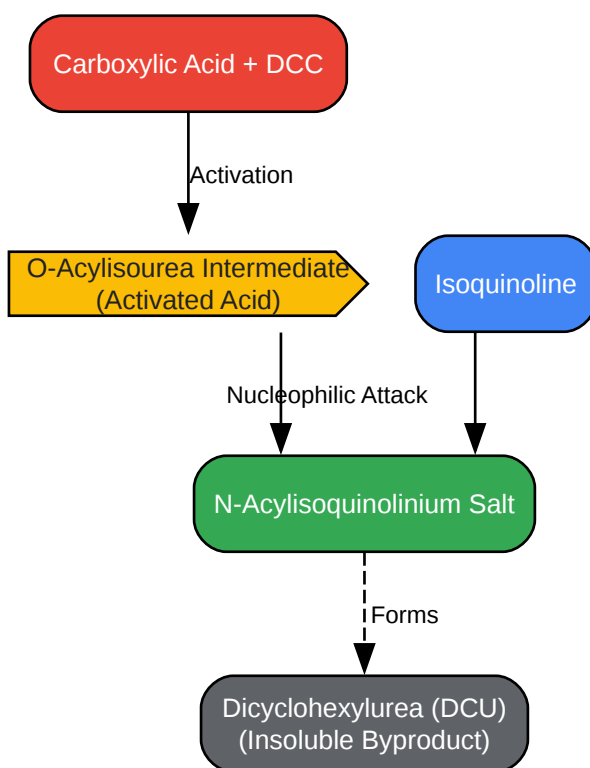 Carboxylic Acid + DCC
Activation
O-Acylisourea Intermediate
(Activated Acid)
Isoquinoline
Nucleophilic Attack
N-Acylisoquinolinium Salt
Forms
Dicyclohexylurea (DCU)
(Insoluble Byproduct)